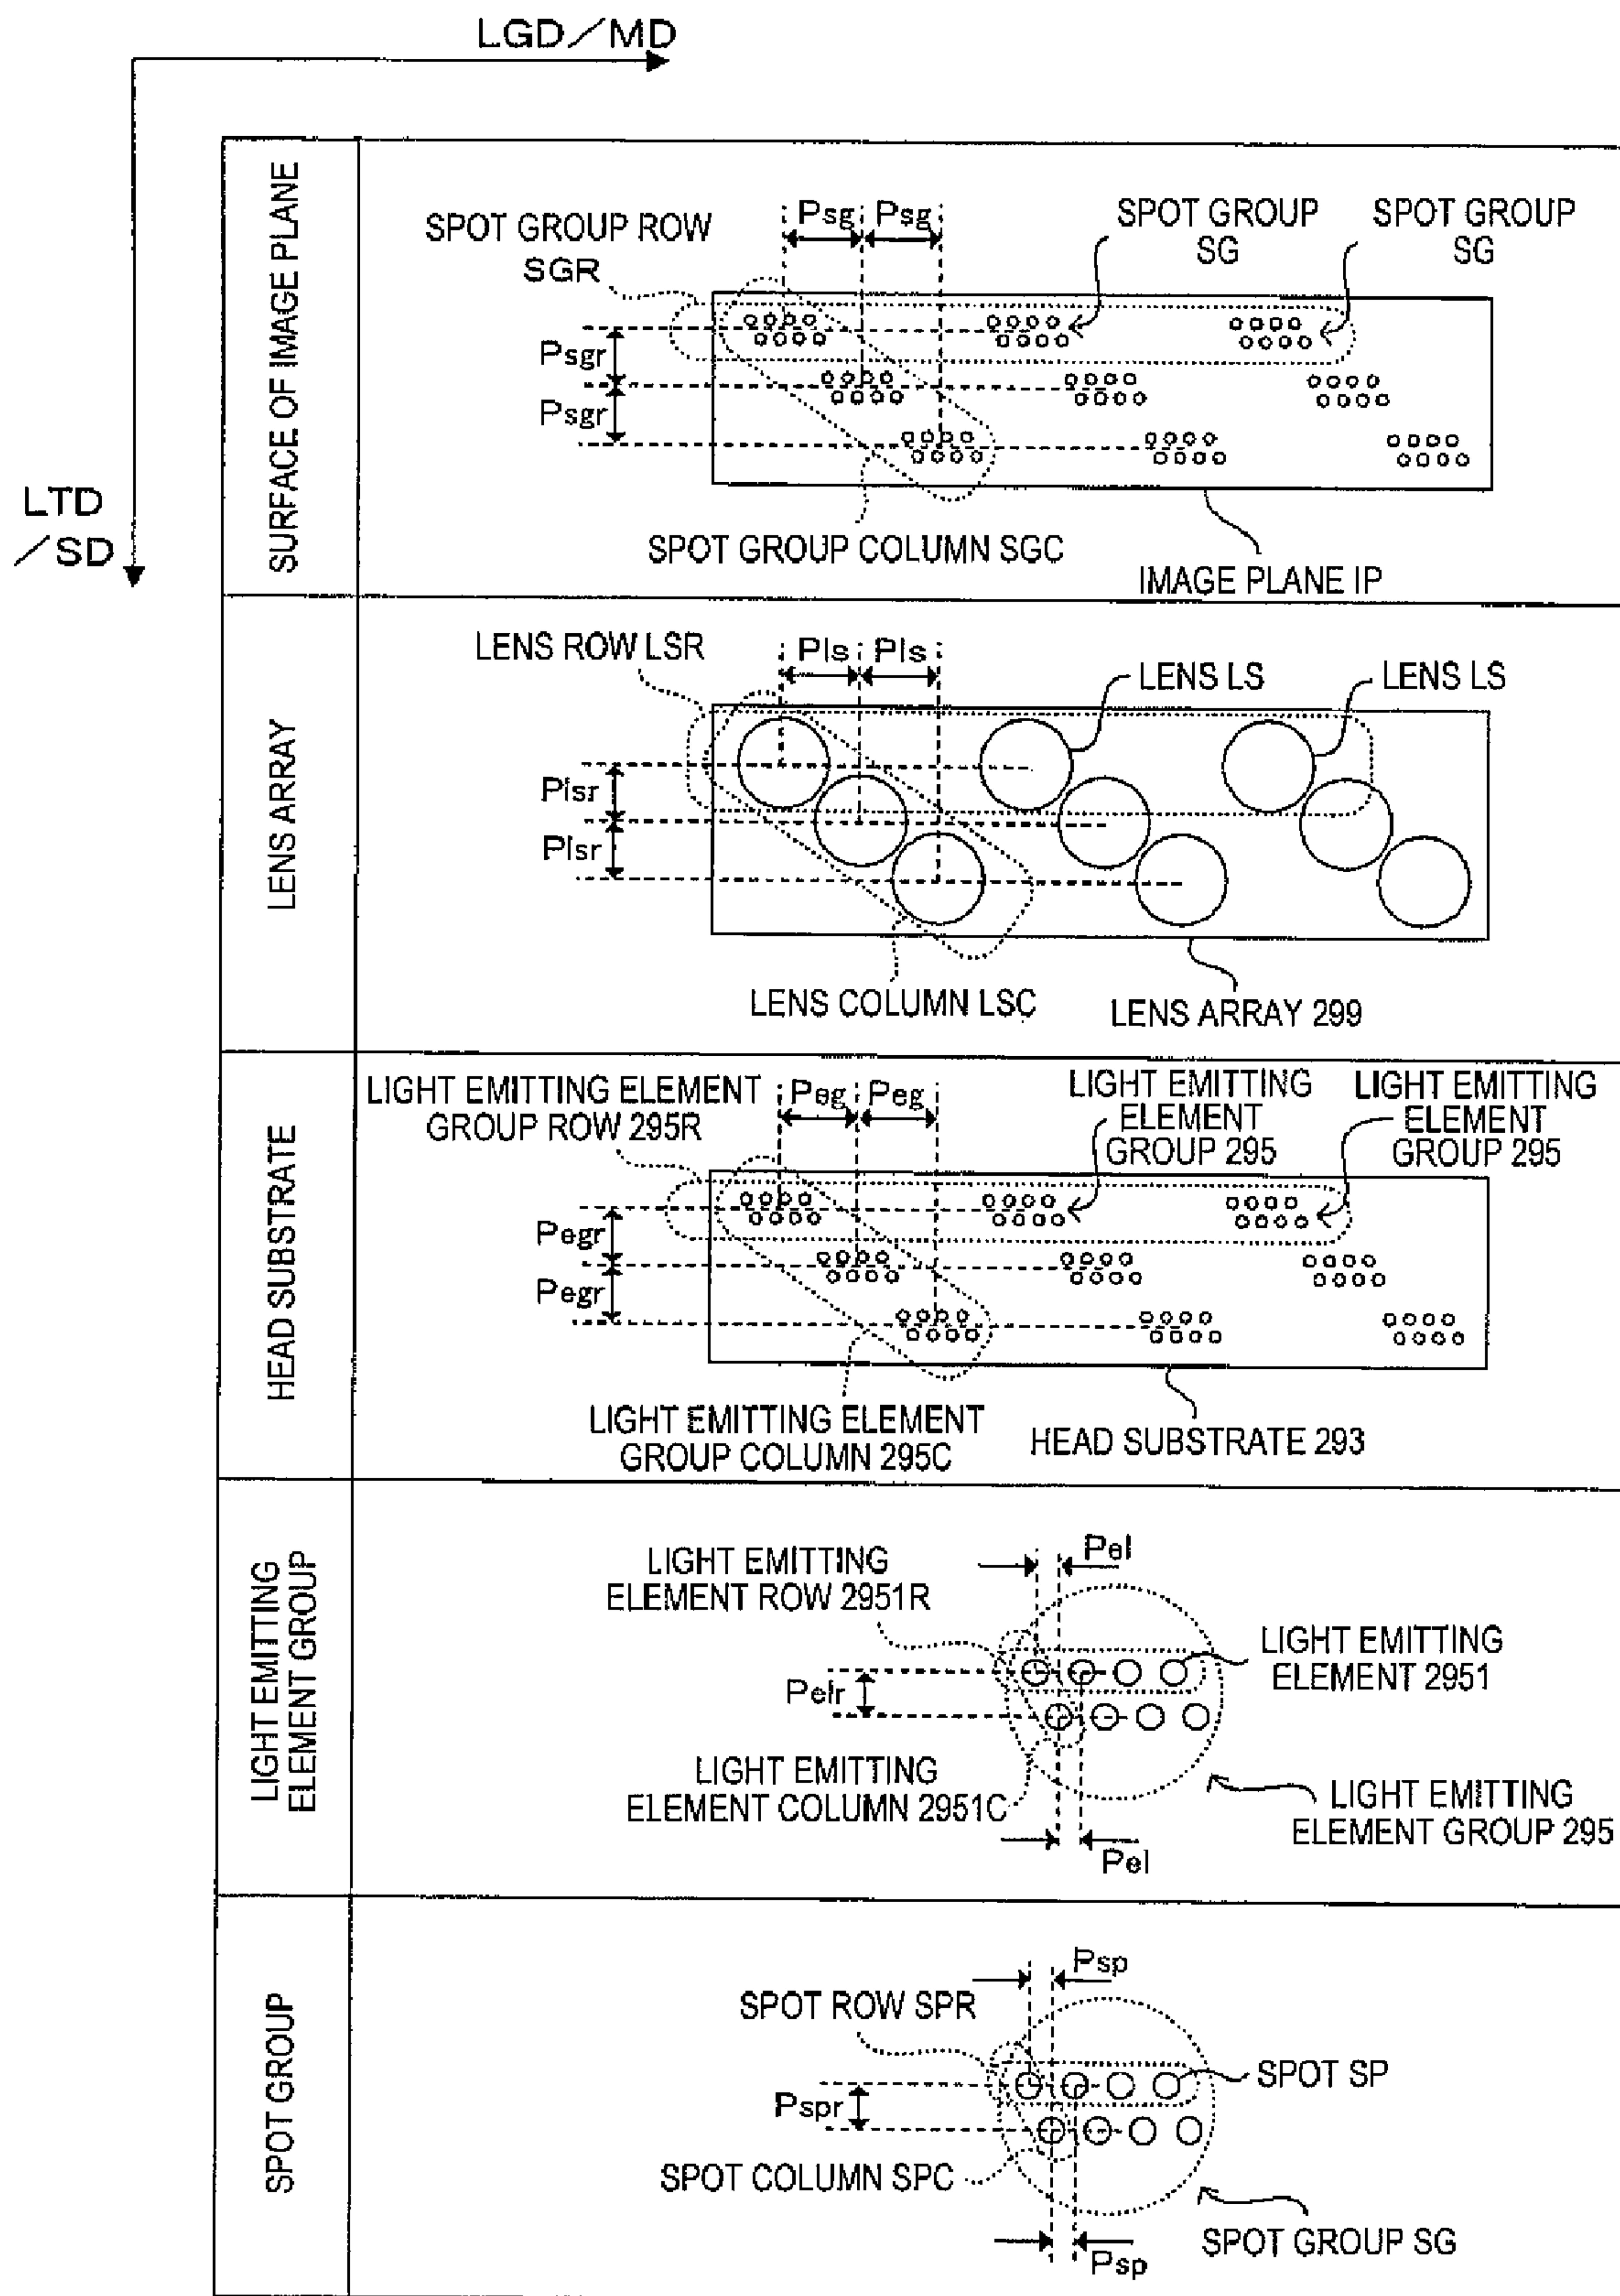 LGD/MD
LTD
/SD
SURFACE OF IMAGE PLANE
SPOT GROUP ROW
SGR
Psg
Psg
SPOT GROUP
SG
SPOT GROUP
SG
Psgr
Psgr
SPOT GROUP COLUMN SGC
IMAGE PLANE IP
LENS ARRAY
LENS ROW LSR
Pls
Pls
LENS LS
LENS LS
Plsr
Plsr
LENS COLUMN LSC
LENS ARRAY 299
HEAD SUBSTRATE
LIGHT EMITTING ELEMENT
GROUP ROW 295R
Peg
Peg
LIGHT EMITTING
ELEMENT
GROUP 295
LIGHT EMITTING
ELEMENT
GROUP 295
Pegr
Pegr
LIGHT EMITTING ELEMENT
GROUP COLUMN 295C
HEAD SUBSTRATE 293
LIGHT EMITTING
ELEMENT GROUP
LIGHT EMITTING
ELEMENT ROW 2951R
Pel
LIGHT EMITTING
ELEMENT 2951
Pelr
LIGHT EMITTING
ELEMENT COLUMN 2951C
LIGHT EMITTING
ELEMENT GROUP 295
Pel
SPOT GROUP
Psp
SPOT ROW SPR
SPOT SP
Pspr
SPOT COLUMN SPC
SPOT GROUP SG
Psp